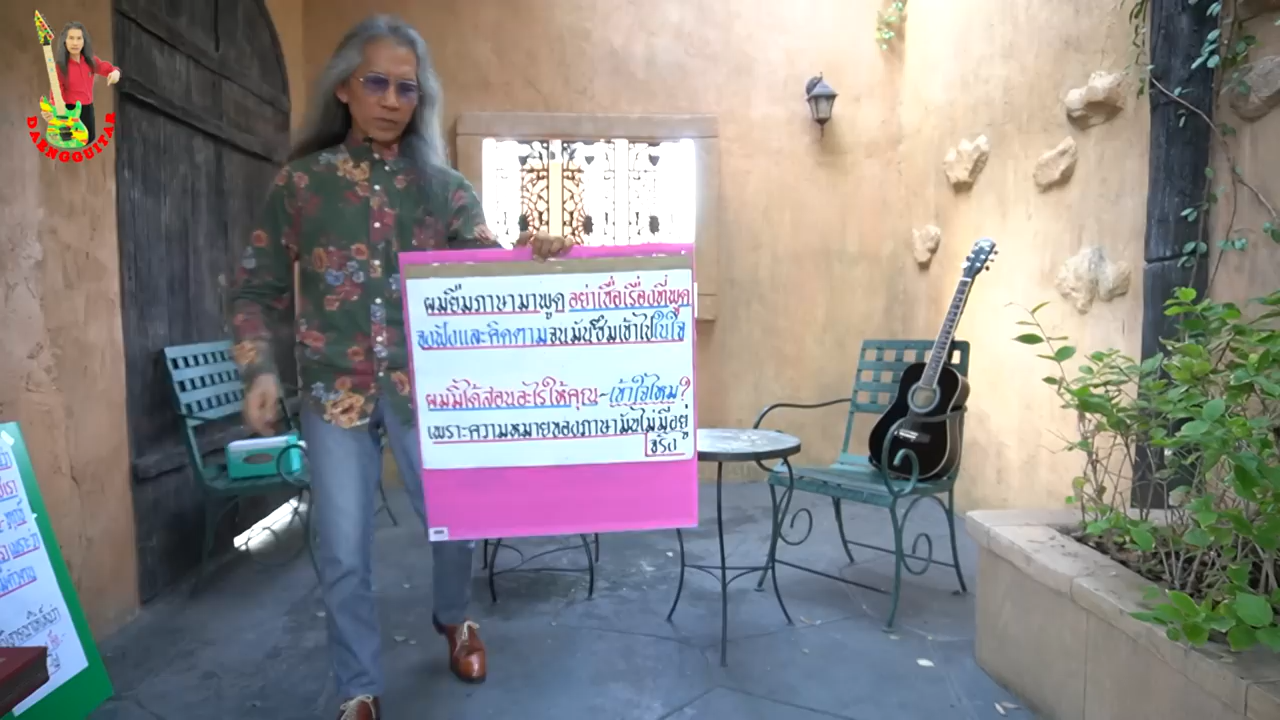 DAENGGUITAR
ผมยืมภาษามาพูด อย่าเชื่อเรื่องที่พูด
จงฟังและคิดตามจนมันซึมเข้าไปในใจ
ผมมิได้สอนอะไรให้คุณ~เข้าใจไหม?
เพราะความหมายของภาษามันไม่มีอยู่
จริง